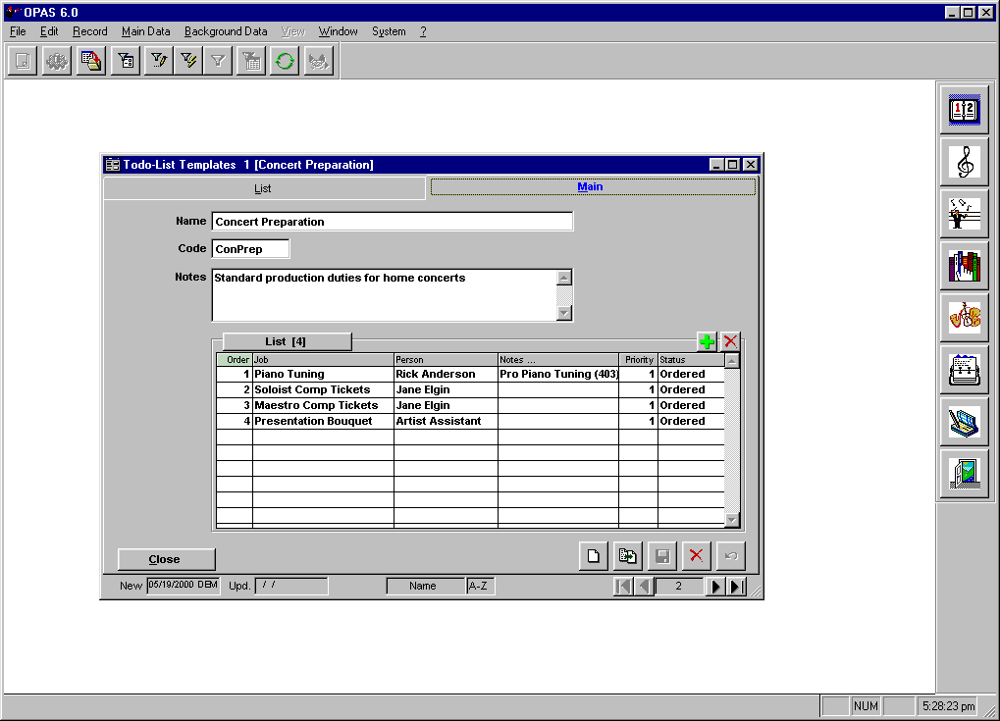 OPAS 6.0
File Edit Record Main Data Background Data View Window System ?
1 2
Todo-List Templates 1 [Concert Preparation]
List Main
Name Concert Preparation
Code ConPrep
Notes Standard production duties for home concerts
List [4]
Order Job Person Notes ... Priority Status
1 Piano Tuning Rick Anderson Pro Piano Tuning (403) 1 Ordered
2 Soloist Comp Tickets Jane Elgin 1 Ordered
3 Maestro Comp Tickets Jane Elgin 1 Ordered
4 Presentation Bouquet Artist Assistant 1 Ordered
Close
New 05/19/2000 DEM Upd. / / Name A-Z 2
NUM 5:28:23 pm